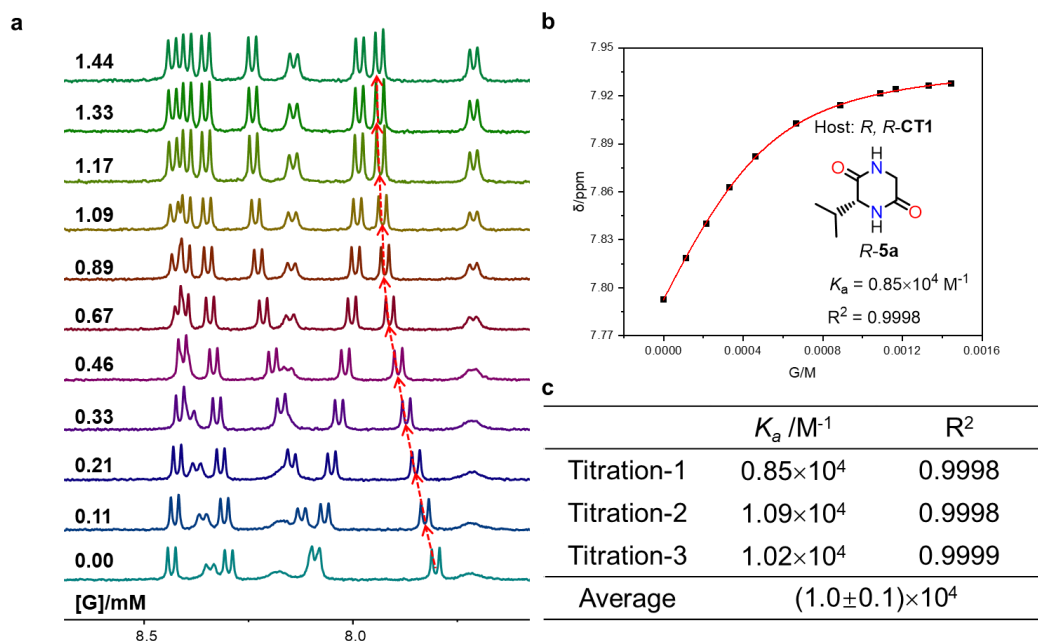 a
1.44
1.33
1.17
1.09
0.89
0.67
0.46
0.33
0.21
0.11
0.00
[G]/mM
8.5
8.0
b
7.95
7.92
7.89
7.86
7.83
7.80
7.77
δ/ppm
0.0000
0.0004
0.0008
0.0012
0.0016
G/M
Host: R, R-CT1
H
O
N
N
O
H
R-5a
Ka = 0.85×10⁴ M⁻¹
R² = 0.9998
c
Ka /M⁻¹ R²
Titration-1 0.85×10⁴ 0.9998
Titration-2 1.09×10⁴ 0.9998
Titration-3 1.02×10⁴ 0.9999
Average (1.0±0.1)×10⁴